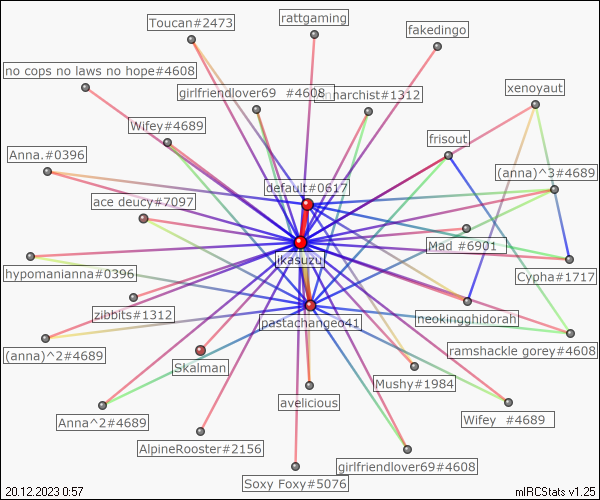 Toucan#2473
rattgaming
fakedingo
no cops no laws no hope#4608
girlfriendlover69 #4608
nnarchist#1312
xenoyaut
Wifey#4689
frisout
Anna.#0396
(anna)^3#4689
default#0617
ace deucy#7097
Mad #6901
ikasuzu
Cypha#1717
hypomanianna#0396
zibbits#1312
pastachange041
neokingghidorah
(anna)^2#4689
ramshackle gorey#4608
Skalman
Mushy#1984
avelicious
Anna^2#4689
Wifey #4689
AlpineRooster#2156
girlfriendlover69#4608
Soxy Foxy#5076
20.12.2023 0:57
mIRCStats v1.25